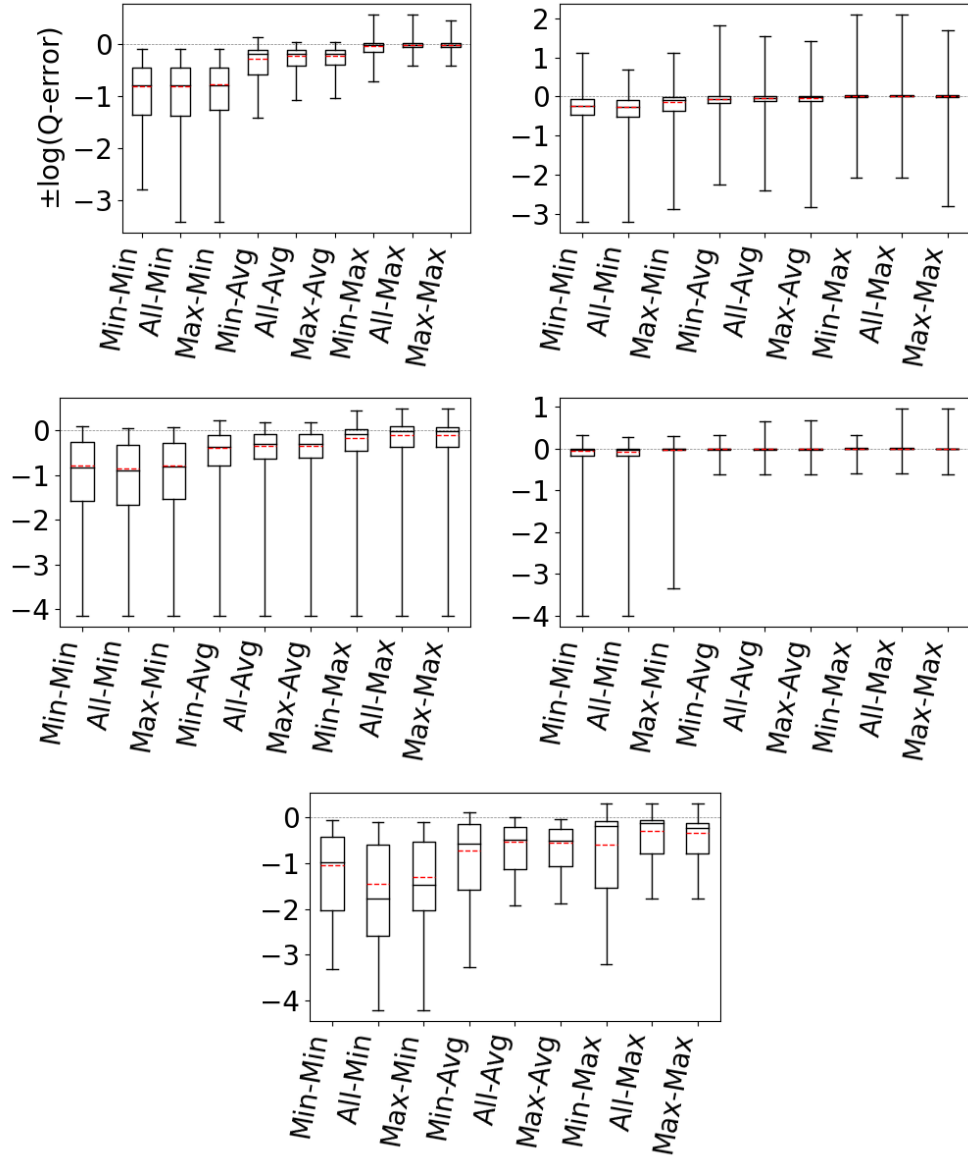 ±log(Q-error)
0
−1
−2
−3
Min-Min
All-Min
Max-Min
Min-Avg
All-Avg
Max-Avg
Min-Max
All-Max
Max-Max
2
1
0
−1
−2
−3
Min-Min
All-Min
Max-Min
Min-Avg
All-Avg
Max-Avg
Min-Max
All-Max
Max-Max
0
−1
−2
−3
−4
Min-Min
All-Min
Max-Min
Min-Avg
All-Avg
Max-Avg
Min-Max
All-Max
Max-Max
1
0
−1
−2
−3
−4
Min-Min
All-Min
Max-Min
Min-Avg
All-Avg
Max-Avg
Min-Max
All-Max
Max-Max
0
−1
−2
−3
−4
Min-Min
All-Min
Max-Min
Min-Avg
All-Avg
Max-Avg
Min-Max
All-Max
Max-Max